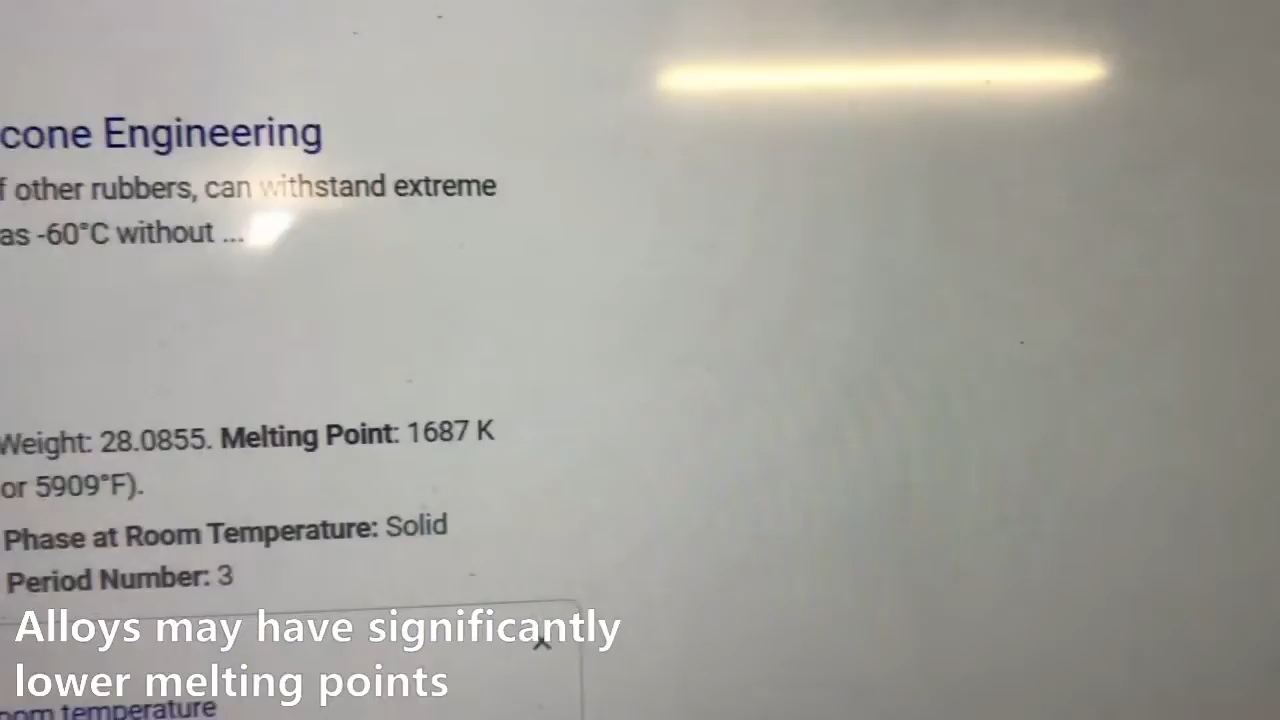 cone Engineering
f other rubbers, can withstand extreme
as -60°C without ...
Weight: 28.0855. Melting Point: 1687 K
or 5909°F).
Phase at Room Temperature: Solid
Period Number: 3
Alloys may have significantly
lower melting points
oom temperature